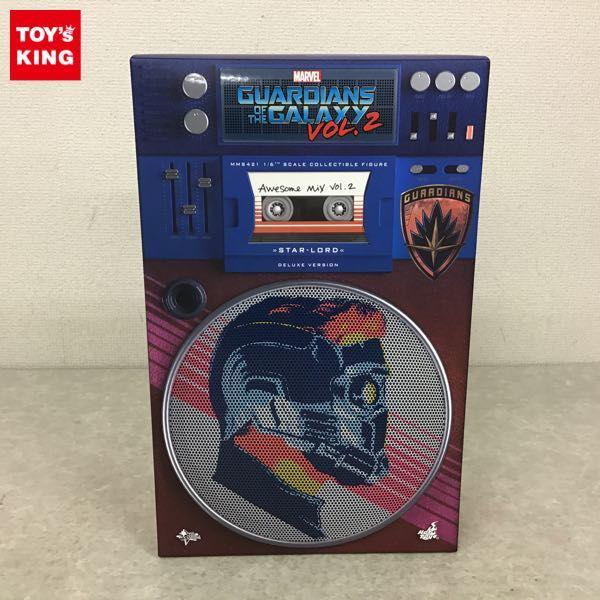 TOY'S
KING
MARVEL
GUARDIANS
OF THE GALAXY
VOL. 2
MMS421 1/6TH SCALE COLLECTIBLE FIGURE
Awesome Mix Vol.2
»STAR-LORD«
DELUXE VERSION
GUARDIANS